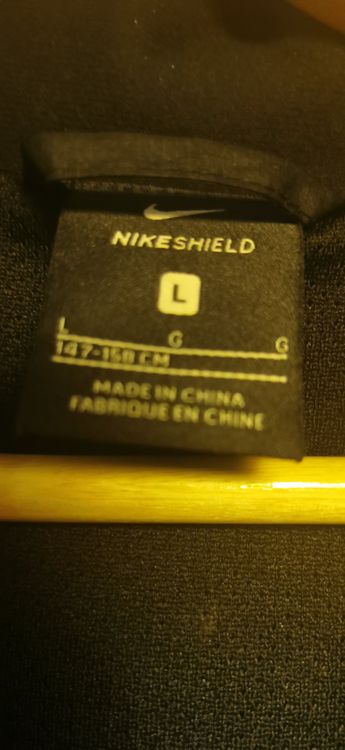 NIKESHIELD
L
L G G
147-158 CM
MADE IN CHINA
FABRIQUE EN CHINE